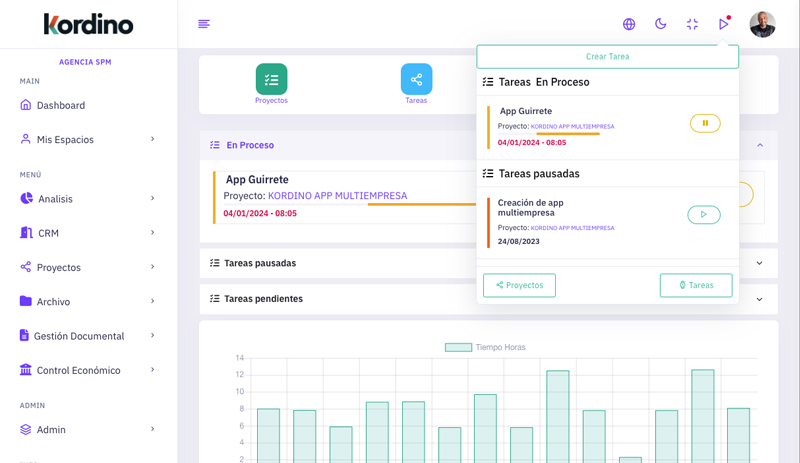 kordino
AGENCIA SPM
MAIN
Dashboard
Mis Espacios
MENÚ
Analisis
CRM
Proyectos
Archivo
Gestión Documental
Control Económico
ADMIN
Admin
Proyectos
Tareas
En Proceso
App Guirrete
Proyecto: KORDINO APP MULTIEMPRESA
04/01/2024 - 08:05
Tareas pausadas
Tareas pendientes
Crear Tarea
Tareas En Proceso
App Guirrete
Proyecto: KORDINO APP MULTIEMPRESA
04/01/2024 - 08:05
Tareas pausadas
Creación de app
multiempresa
Proyecto: KORDINO APP MULTIEMPRESA
24/08/2023
Proyectos
Tareas
Tiempo Horas
14
12
10
8
6
4
2